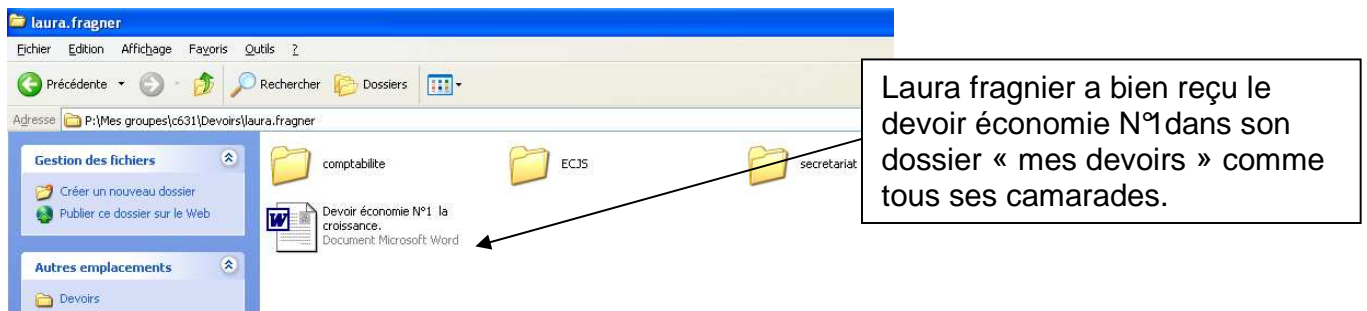 laura.fragner
Fichier Edition Affichage Favoris Outils ?
Précédente Rechercher Dossiers
Adresse P:\Mes groupes\c631\Devoirs\laura.fragner
Gestion des fichiers
Créer un nouveau dossier
Publier ce dossier sur le Web
Autres emplacements
Devoirs
comptabilite
ECJS
secretariat
Devoir économie N°1 la
croissance.
Document Microsoft Word
Laura fragnier a bien reçu le
devoir économie N°1dans son
dossier « mes devoirs » comme
tous ses camarades.